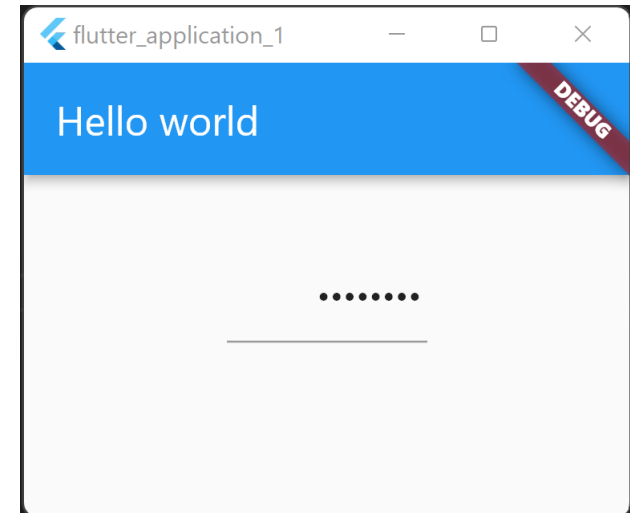 flutter_application_1
Hello world
DEBUG
••••••••